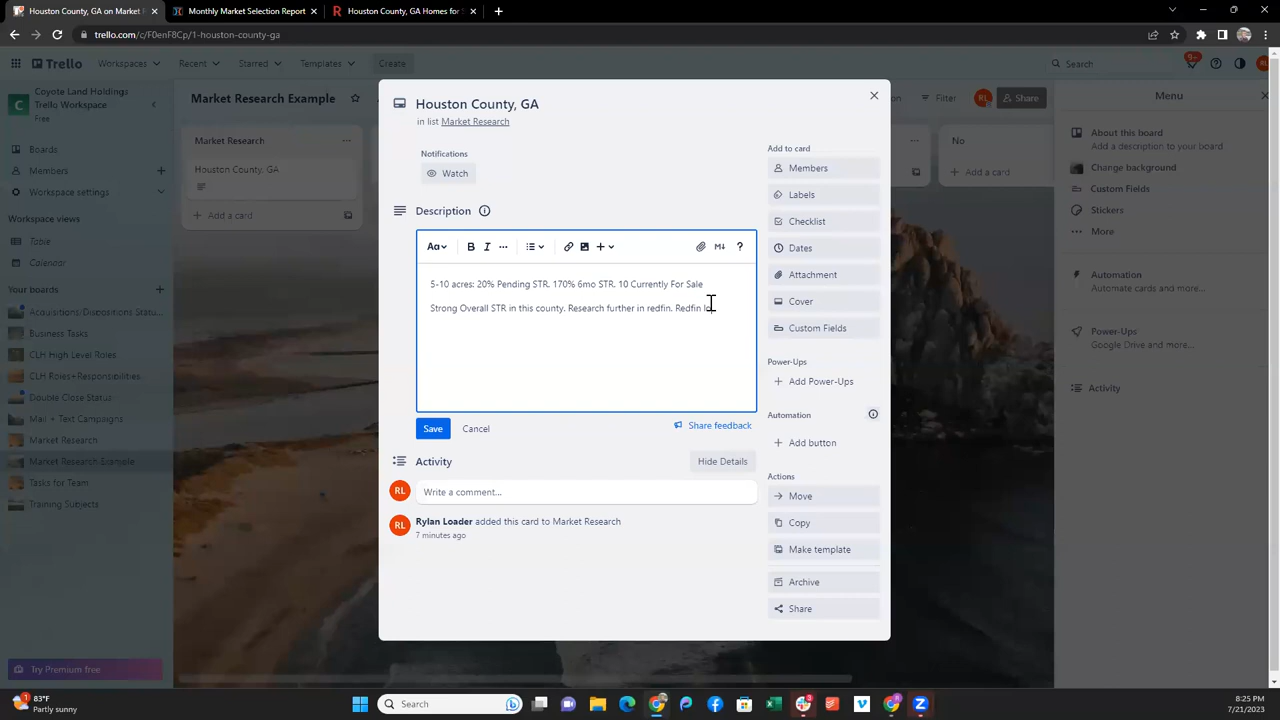 Houston County, GA on Market R
Monthly Market Selection Report
Houston County, GA Homes for S
trello.com/c/F0enF8Cp/1-houston-county-ga
Trello
Workspaces
Recent
Starred
Templates
Create
Search
9+
RL
Coyote Land Holdings
Trello Workspace
Free
C
Market Research Example
RL
Share
Filter
Menu
Boards
Members
Workspace settings
Workspace views
Table
Calendar
Your boards
Acquisitions/Dispositions Statu
CLH High Level Roles
CLH Roles+Responsibilities
Double Close Status
Mail + Text Campaigns
Market Research
Market Research Example
Tasks for Team
Training Subjects
Try Premium free
Market Research
Houston County, GA
Add a card
No
Add a card
Houston County, GA
in list Market Research
Notifications
Watch
Description
Aa
B
I
M
?
5-10 acres: 20% Pending STR. 170% 6mo STR. 10 Currently For Sale
Strong Overall STR in this county. Research further in redfin. Redfin lo
Save
Cancel
Share feedback
Activity
Hide Details
RL
Write a comment...
RL
Rylan Loader added this card to Market Research
7 minutes ago
Add to card
Members
Labels
Checklist
Dates
Attachment
Cover
Custom Fields
Power-Ups
Add Power-Ups
Automation
Add button
Actions
Move
Copy
Make template
Archive
Share
About this board
Add a description to your board
Change background
Custom Fields
Stickers
More
Automation
Automate cards and more...
Power-Ups
Google Drive and more...
Activity
1
83°F
Partly sunny
Search
8:25 PM
7/21/2023